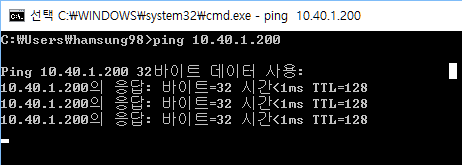 선택 C:₩WINDOWS₩system32₩cmd.exe - ping  10.40.1.200
C:₩Users₩hamsung98>ping 10.40.1.200
Ping 10.40.1.200 32바이트 데이터 사용:
10.40.1.200의 응답: 바이트=32 시간<1ms TTL=128
10.40.1.200의 응답: 바이트=32 시간<1ms TTL=128
10.40.1.200의 응답: 바이트=32 시간<1ms TTL=128